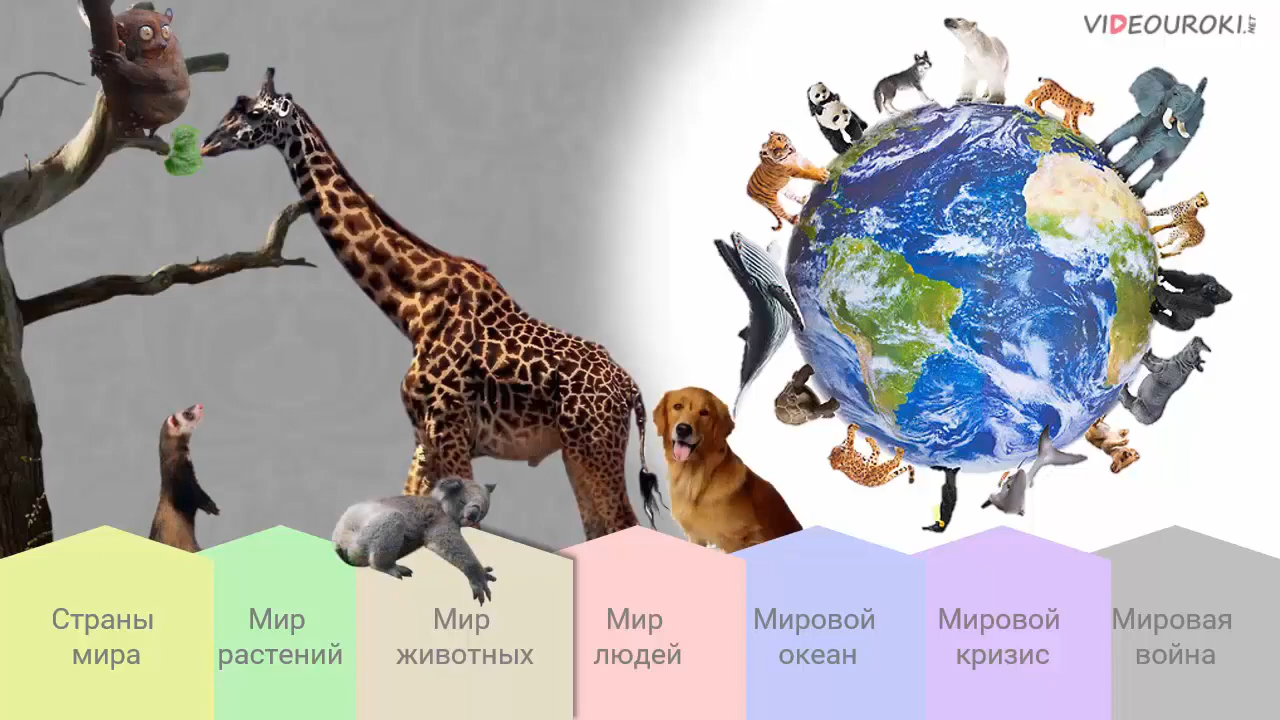 VIDEOUROKI.NET
Страны
мира
Мир
растений
Мир
животных
Мир
людей
Мировой
океан
Мировой
кризис
Мировая
война